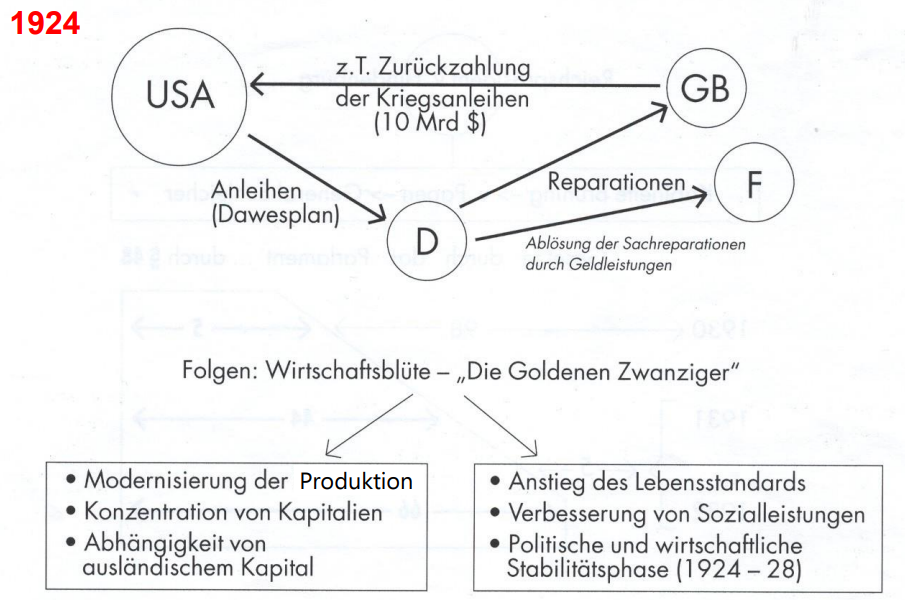 1924
USA
z.T. Zurückzahlung
der Kriegsanleihen
(10 Mrd $)
GB
Anleihen
(Dawesplan)
D
Reparationen
F
Ablösung der Sachreparationen
durch Geldleistungen
Folgen: Wirtschaftsblüte – „Die Goldenen Zwanziger“
• Modernisierung der Produktion
• Konzentration von Kapitalien
• Abhängigkeit von
ausländischem Kapital
• Anstieg des Lebensstandards
• Verbesserung von Sozialleistungen
• Politische und wirtschaftliche
Stabilitätsphase (1924 – 28)